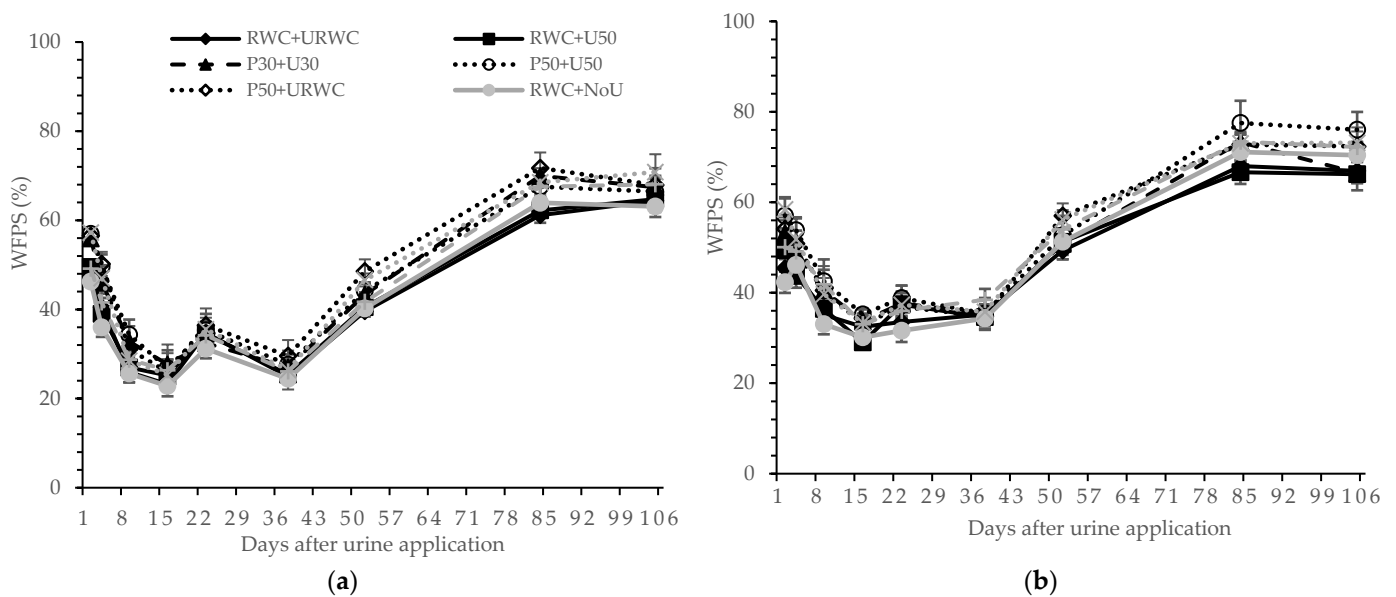 RWC+URWC RWC+U50
P30+U30 P50+U50
P50+URWC RWC+NoU
WFPS (%)
100
80
60
40
20
0
1 8 15 22 29 36 43 50 57 64 71 78 85 92 99 106
Days after urine application
(a)
WFPS (%)
100
80
60
40
20
0
1 8 15 22 29 36 43 50 57 64 71 78 85 92 99 106
Days after urine application
(b)